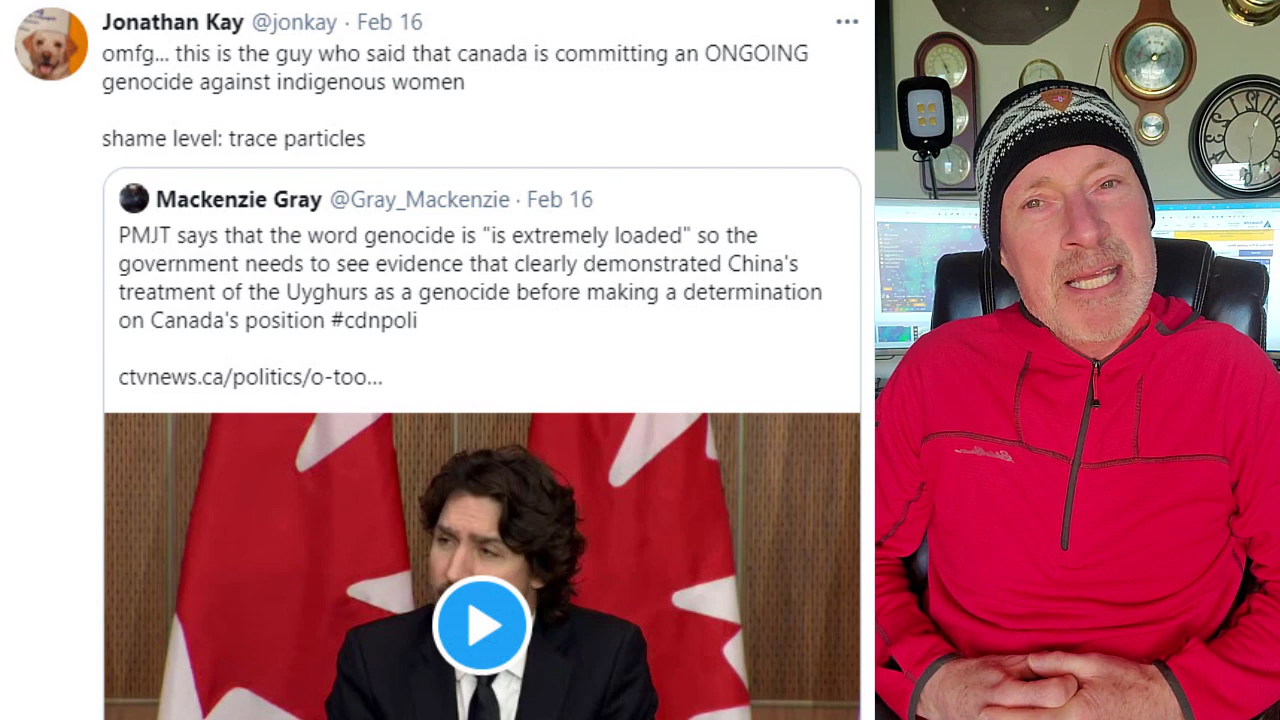 Jonathan Kay @jonkay · Feb 16
omfg... this is the guy who said that canada is committing an ONGOING
genocide against indigenous women
shame level: trace particles
Mackenzie Gray @Gray_Mackenzie · Feb 16
PMJT says that the word genocide is "is extremely loaded" so the
government needs to see evidence that clearly demonstrated China's
treatment of the Uyghurs as a genocide before making a determination
on Canada's position #cdnpoli
ctvnews.ca/politics/o-too...